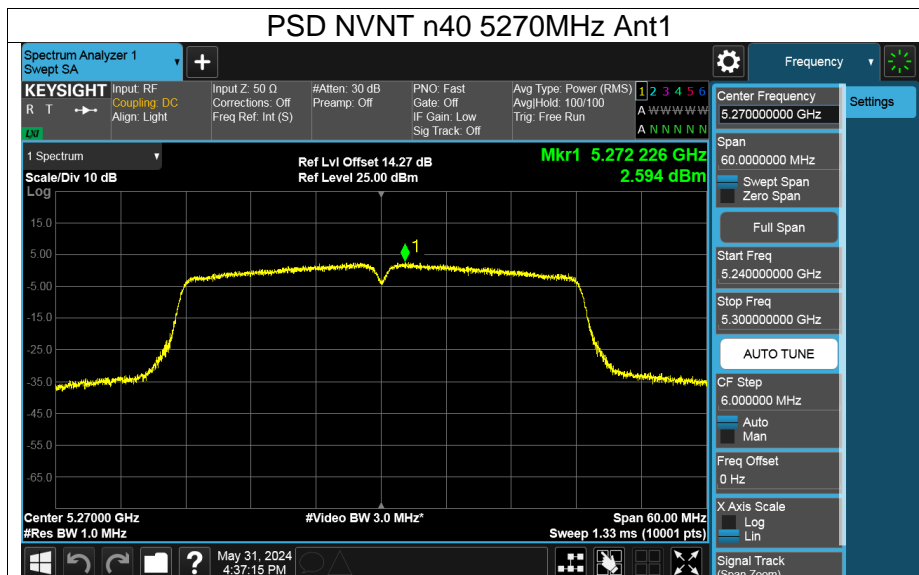 PSD NVNT n40 5270MHz Ant1
Spectrum Analyzer 1
Swept SA
+
Frequency
KEYSIGHT
R T
LXI
Input: RF
Coupling: DC
Align: Light
Input Z: 50 Ω
Corrections: Off
Freq Ref: Int (S)
#Atten: 30 dB
Preamp: Off
PNO: Fast
Gate: Off
IF Gain: Low
Sig Track: Off
Avg Type: Power (RMS)
Avg|Hold: 100/100
Trig: Free Run
1 2 3 4 5 6
A W W W W W
A N N N N N
1 Spectrum
Scale/Div 10 dB
Ref Lvl Offset 14.27 dB
Ref Level 25.00 dBm
Mkr1 5.272 226 GHz
2.594 dBm
Log
15.0
5.00
-5.00
-15.0
-25.0
-35.0
-45.0
-55.0
-65.0
1
Center 5.27000 GHz
#Res BW 1.0 MHz
#Video BW 3.0 MHz*
Span 60.00 MHz
Sweep 1.33 ms (10001 pts)
?
May 31, 2024
4:37:15 PM
Center Frequency
5.270000000 GHz
Span
60.0000000 MHz
Swept Span
Zero Span
Full Span
Start Freq
5.240000000 GHz
Stop Freq
5.300000000 GHz
AUTO TUNE
CF Step
6.000000 MHz
Auto
Man
Freq Offset
0 Hz
X Axis Scale
Log
Lin
Signal Track
(Span Zoom)
Settings